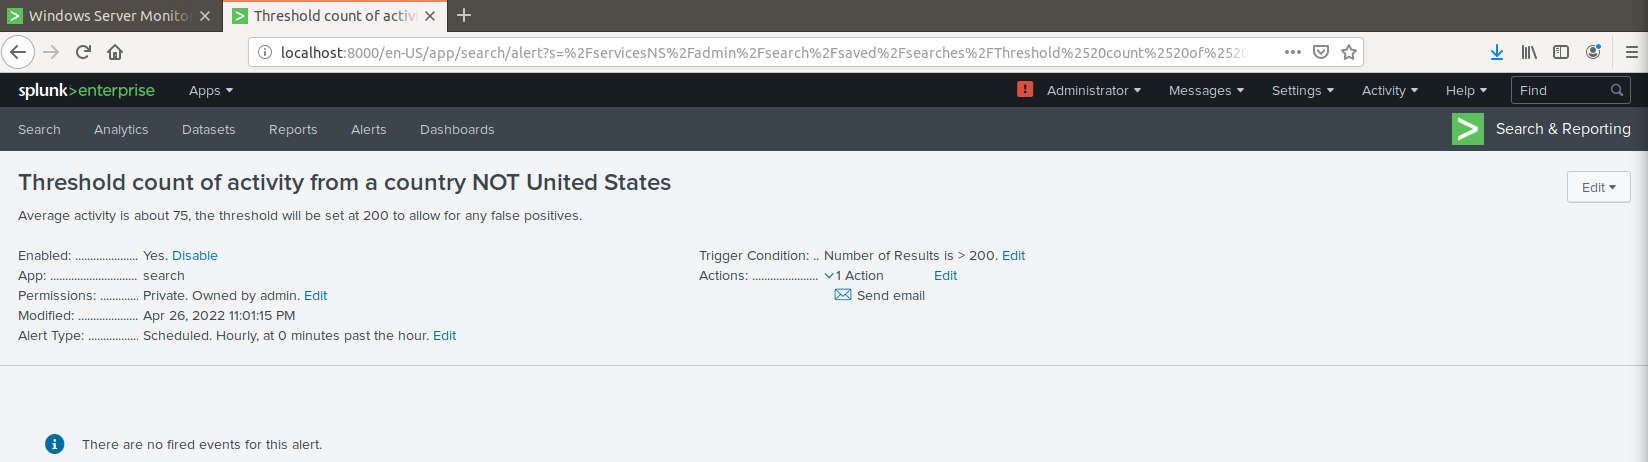 Windows Server Monitor
Threshold count of activi
localhost:8000/en-US/app/search/alert?s=%2FservicesNS%2Fadmin%2Fsearch%2Fsaved%2Fsearches%2FThreshold%2520count%2520of%2520
splunk>enterprise Apps Administrator Messages Settings Activity Help Find
Search Analytics Datasets Reports Alerts Dashboards Search & Reporting
Threshold count of activity from a country NOT United States
Edit
Average activity is about 75, the threshold will be set at 200 to allow for any false positives.
Enabled: ..................... Yes. Disable
App: ............................. search
Permissions: ............. Private. Owned by admin. Edit
Modified: .................... Apr 26, 2022 11:01:15 PM
Alert Type: ................. Scheduled. Hourly, at 0 minutes past the hour. Edit
Trigger Condition: .. Number of Results is > 200. Edit
Actions: ...................... 1 Action Edit
Send email
There are no fired events for this alert.